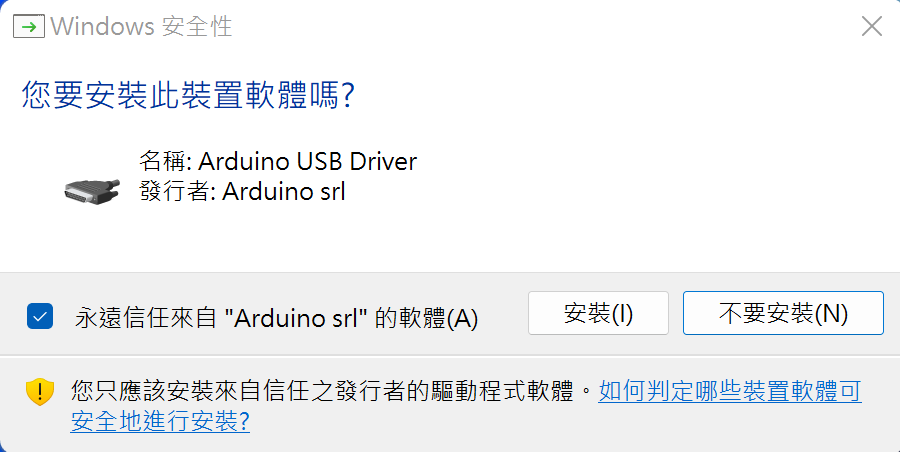 Windows 安全性
您要安裝此裝置軟體嗎?
名稱: Arduino USB Driver
發行者: Arduino srl
永遠信任來自 "Arduino srl" 的軟體(A)
安裝(I)
不要安裝(N)
您只應該安裝來自信任之發行者的驅動程式軟體。如何判定哪些裝置軟體可
安全地進行安裝?